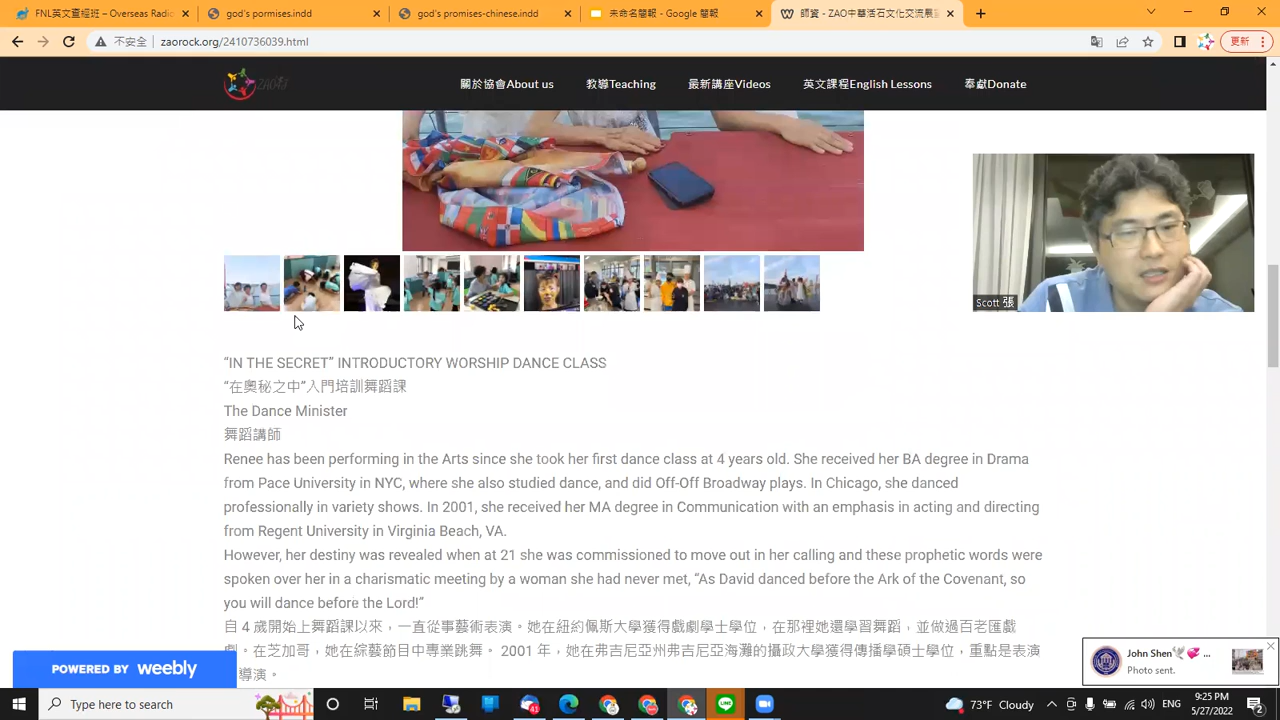 FNL英文查經班 – Overseas Radio
god's pormises.indd
god's promises-chinese.indd
未命名簡報 - Google 簡報
師資 - ZAO中華活石文化交流展
不安全
zaorock.org/2410736039.html
更新
關於協會About us
教導Teaching
最新講座Videos
英文課程English Lessons
奉獻Donate
Scott 張
“IN THE SECRET” INTRODUCTORY WORSHIP DANCE CLASS
“在奧秘之中”入門培訓舞蹈課
The Dance Minister
舞蹈講師
Renee has been performing in the Arts since she took her first dance class at 4 years old. She received her BA degree in Drama
from Pace University in NYC, where she also studied dance, and did Off-Off Broadway plays. In Chicago, she danced
professionally in variety shows. In 2001, she received her MA degree in Communication with an emphasis in acting and directing
from Regent University in Virginia Beach, VA.
However, her destiny was revealed when at 21 she was commissioned to move out in her calling and these prophetic words were
spoken over her in a charismatic meeting by a woman she had never met, “As David danced before the Ark of the Covenant, so
you will dance before the Lord!”
自 4 歲開始上舞蹈課以來，一直從事藝術表演。她在紐約佩斯大學獲得戲劇學士學位，在那裡她還學習舞蹈，並做過百老匯戲
劇。在芝加哥，她在綜藝節目中專業跳舞。 2001 年，她在弗吉尼亞州弗吉尼亞海灘的攝政大學獲得傳播學碩士學位，重點是表演
導演。
POWERED BY weebly
John Shen
...
Photo sent.
Type here to search
73°F Cloudy
ENG
9:25 PM
5/27/2022